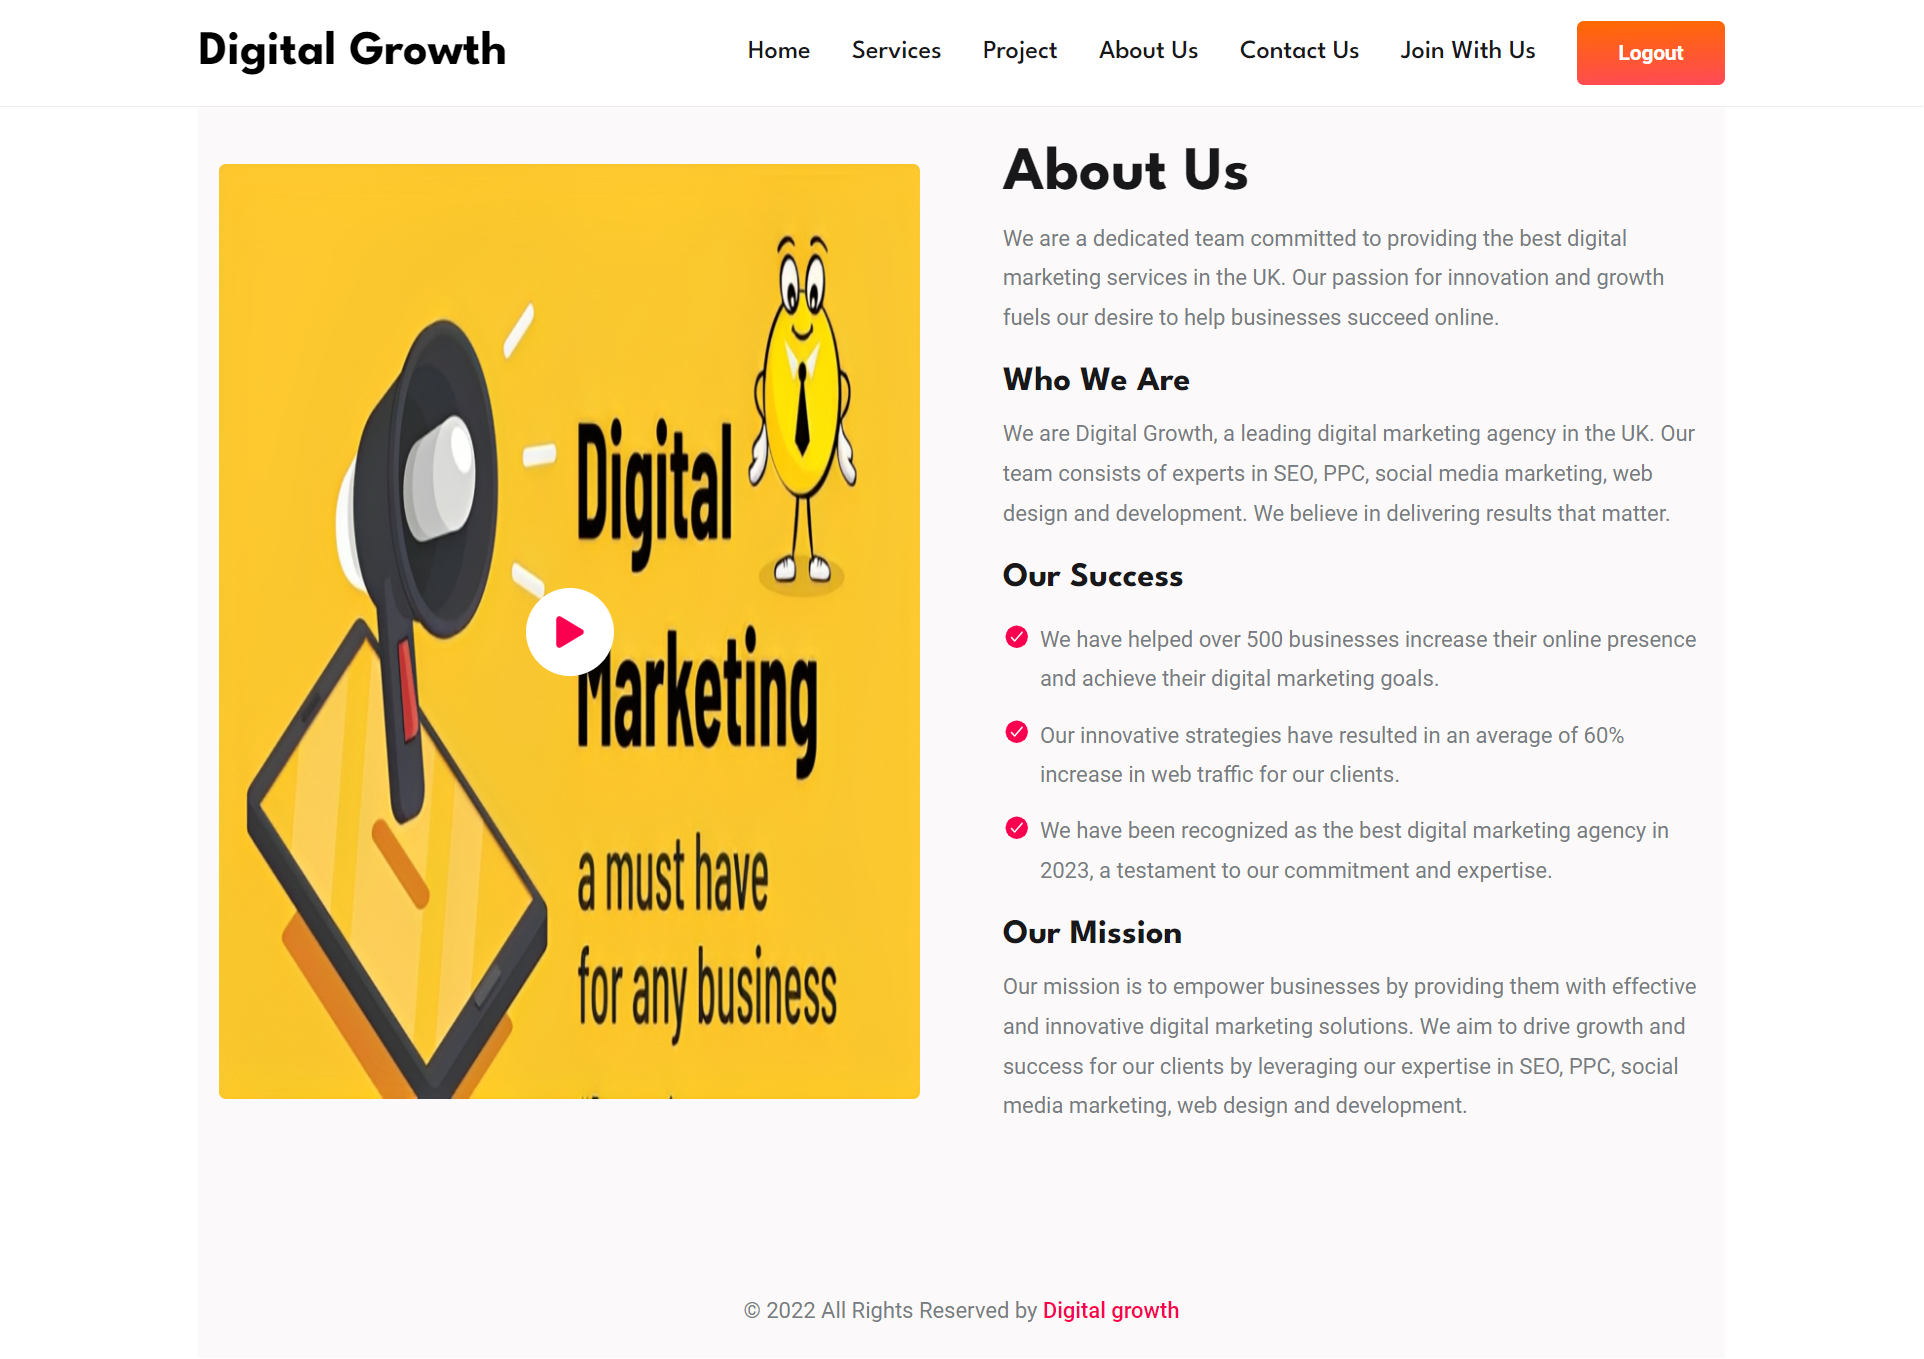 Digital Growth
Home Services Project About Us Contact Us Join With Us Logout
Digital
Marketing
a must have
for any business
About Us
We are a dedicated team committed to providing the best digital
marketing services in the UK. Our passion for innovation and growth
fuels our desire to help businesses succeed online.
Who We Are
We are Digital Growth, a leading digital marketing agency in the UK. Our
team consists of experts in SEO, PPC, social media marketing, web
design and development. We believe in delivering results that matter.
Our Success
We have helped over 500 businesses increase their online presence
and achieve their digital marketing goals.
Our innovative strategies have resulted in an average of 60%
increase in web traffic for our clients.
We have been recognized as the best digital marketing agency in
2023, a testament to our commitment and expertise.
Our Mission
Our mission is to empower businesses by providing them with effective
and innovative digital marketing solutions. We aim to drive growth and
success for our clients by leveraging our expertise in SEO, PPC, social
media marketing, web design and development.
© 2022 All Rights Reserved by Digital growth